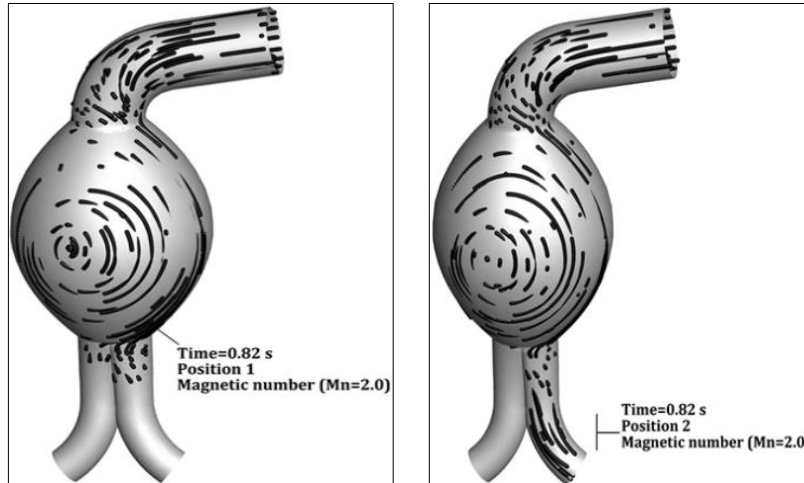 Time=0.82 s
Position 1
Magnetic number (Mn=2.0)
Time=0.82 s
Position 2
Magnetic number (Mn=2.0